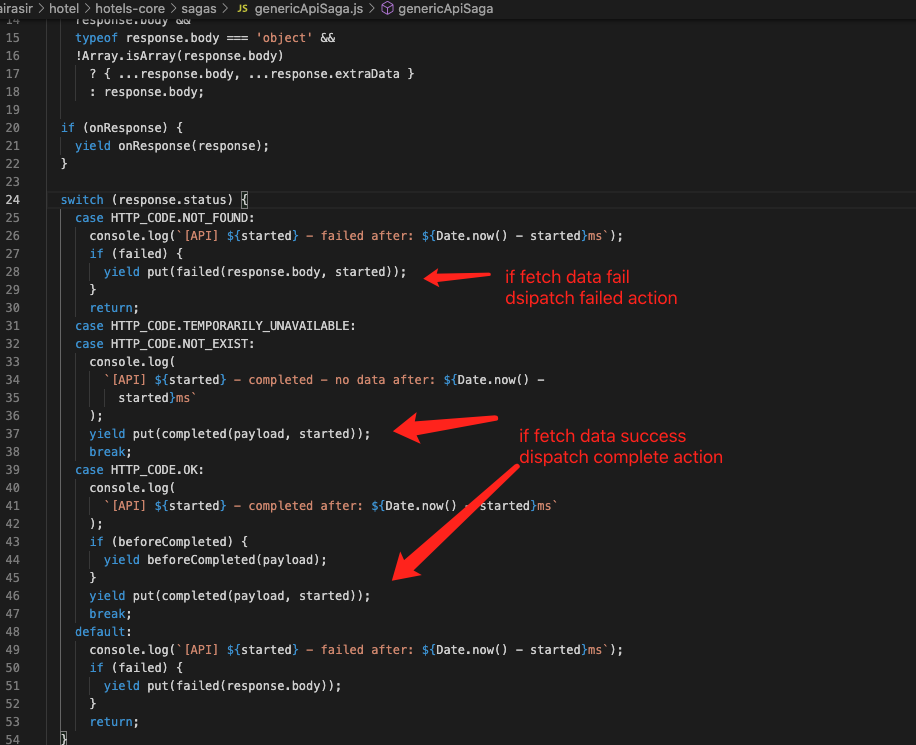 airasir > hotel > hotels-core > sagas > JS genericApiSaga.js > genericApiSaga
14 response.body &&
15 typeof response.body === 'object' &&
16 !Array.isArray(response.body)
17 ? { ...response.body, ...response.extraData }
18 : response.body;
19
20 if (onResponse) {
21 yield onResponse(response);
22 }
23
24 switch (response.status) {
25 case HTTP_CODE.NOT_FOUND:
26 console.log(`[API] ${started} - failed after: ${Date.now() - started}ms`);
27 if (failed) {
28 yield put(failed(response.body, started));
if fetch data fail
dsipatch failed action
29 }
30 return;
31 case HTTP_CODE.TEMPORARILY_UNAVAILABLE:
32 case HTTP_CODE.NOT_EXIST:
33 console.log(
34 `[API] ${started} - completed - no data after: ${Date.now() -
35 started}ms`
36 );
37 yield put(completed(payload, started));
if fetch data success
dispatch complete action
38 break;
39 case HTTP_CODE.OK:
40 console.log(
41 `[API] ${started} - completed after: ${Date.now() - started}ms`
42 );
43 if (beforeCompleted) {
44 yield beforeCompleted(payload);
45 }
46 yield put(completed(payload, started));
47 break;
48 default:
49 console.log(`[API] ${started} - failed after: ${Date.now() - started}ms`);
50 if (failed) {
51 yield put(failed(response.body));
52 }
53 return;
54 }